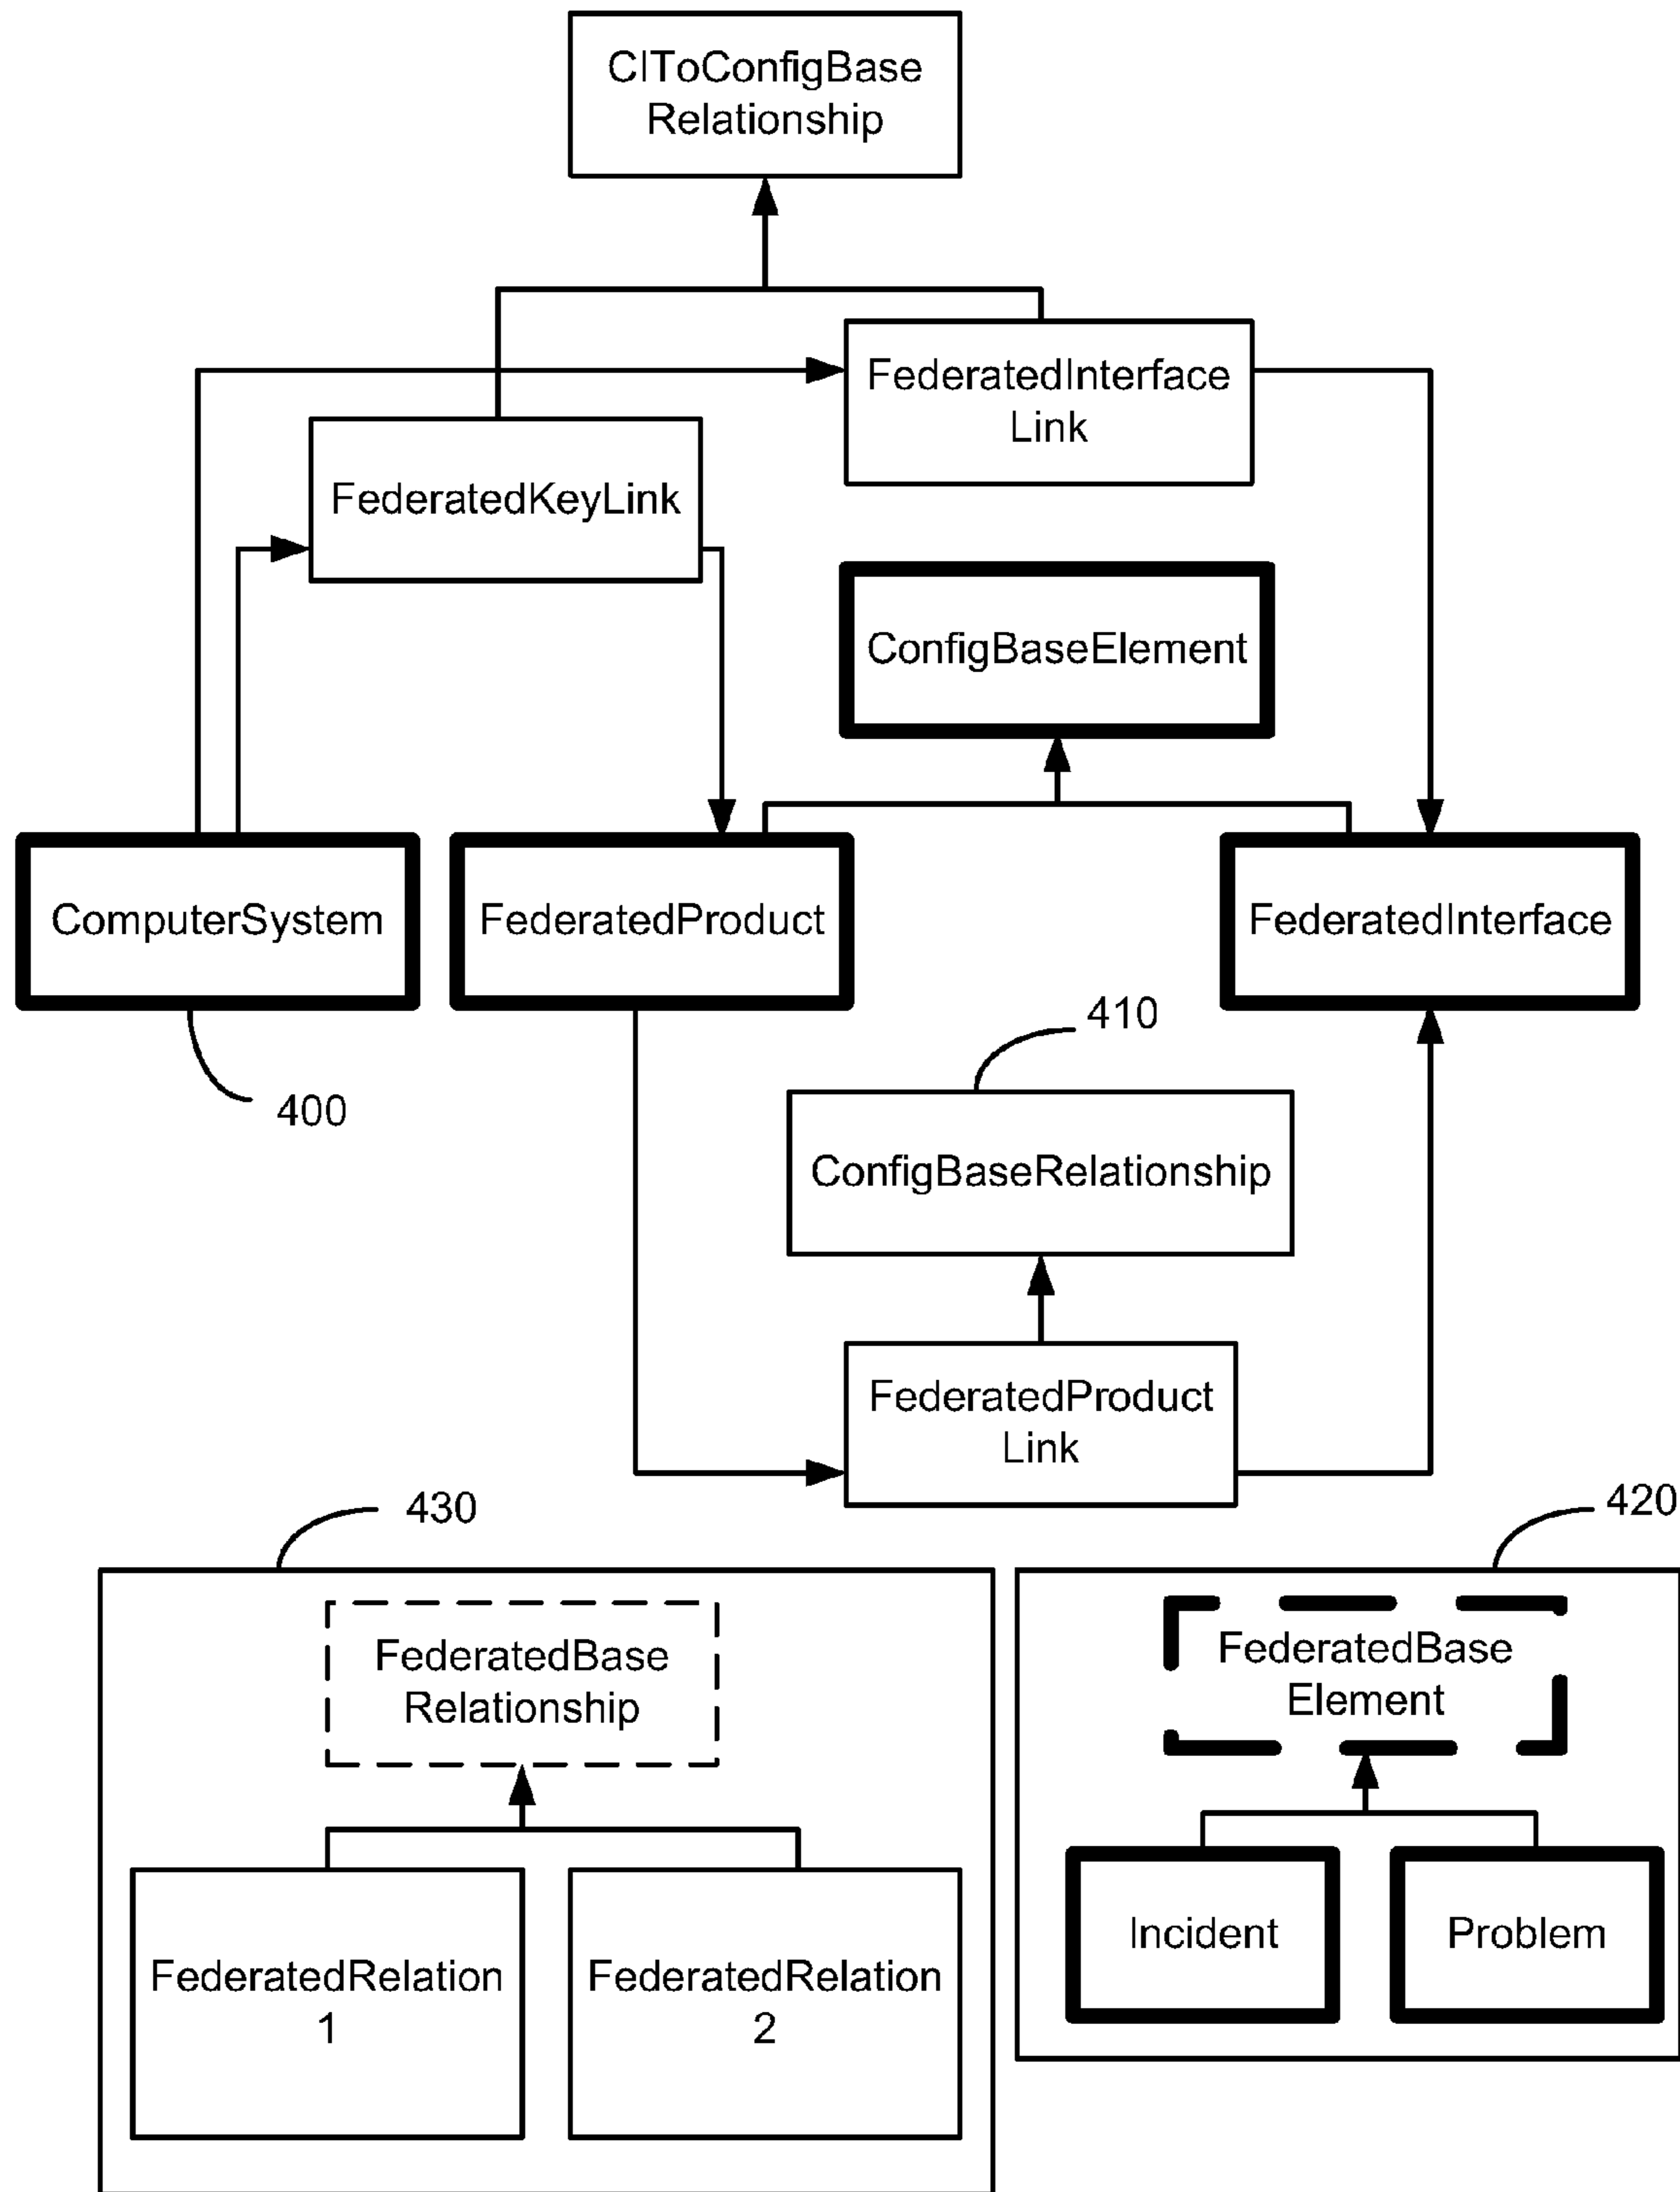 CIToConfigBase
Relationship
FederatedInterface
Link
FederatedKeyLink
ConfigBaseElement
ComputerSystem
FederatedProduct
FederatedInterface
410
400
ConfigBaseRelationship
FederatedProduct
Link
430
420
FederatedBase
Relationship
FederatedBase
Element
Incident
Problem
FederatedRelation
1
FederatedRelation
2